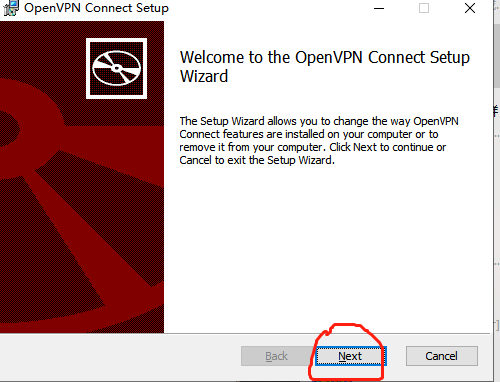 OpenVPN Connect Setup
Welcome to the OpenVPN Connect Setup
Wizard
The Setup Wizard allows you to change the way OpenVPN
Connect features are installed on your computer or to
remove it from your computer. Click Next to continue or
Cancel to exit the Setup Wizard.
Back Next Cancel